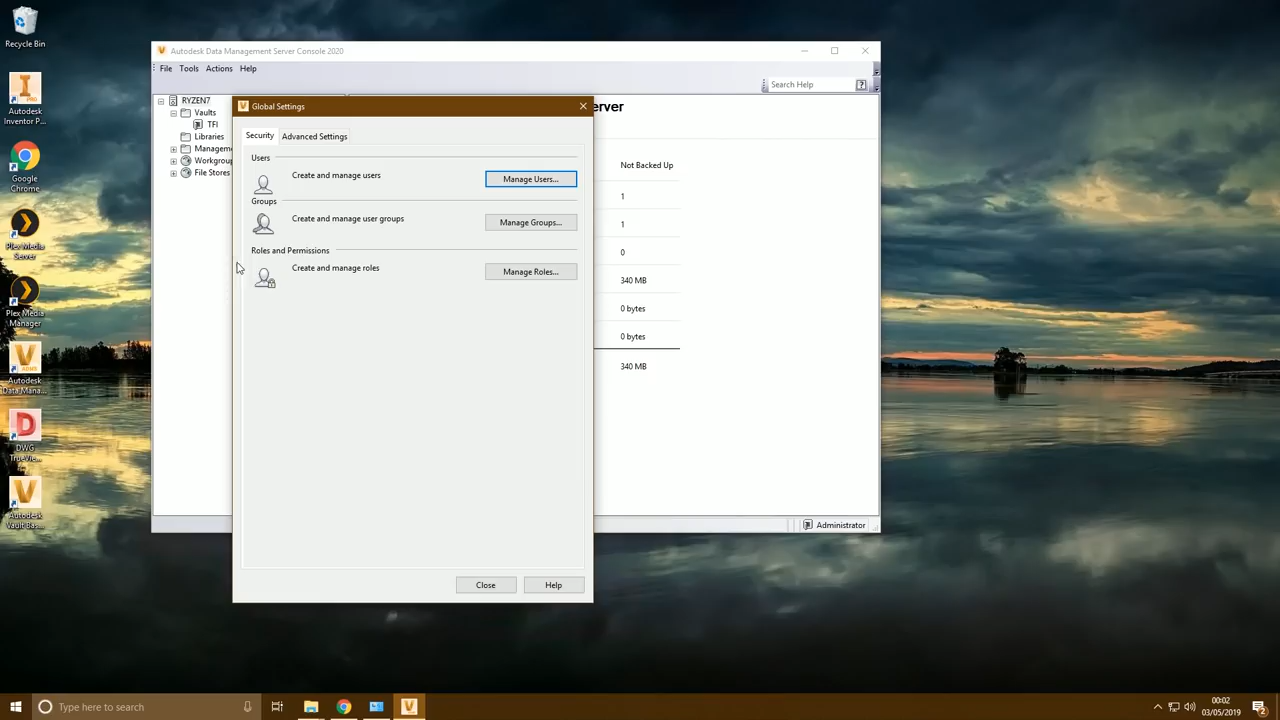 Recycle Bin
Autodesk
Inventor P...
Google
Chrome
Plex Media
Server
Plex Media
Manager
Autodesk
Data Mana...
DWG
TrueVie...
Autodesk
Vault Bas...
Autodesk Data Management Server Console 2020
File Tools Actions Help
Search Help
RYZEN7
Vaults
TFI
Libraries
Workgroup
File Stores
Global Settings
Security Advanced Settings
Users
Create and manage users
Manage Users...
Groups
Create and manage user groups
Manage Groups...
Roles and Permissions
Create and manage roles
Manage Roles...
Close Help
erver
Not Backed Up
1
1
0
340 MB
0 bytes
0 bytes
340 MB
Administrator
Type here to search
00:02
03/05/2019
2